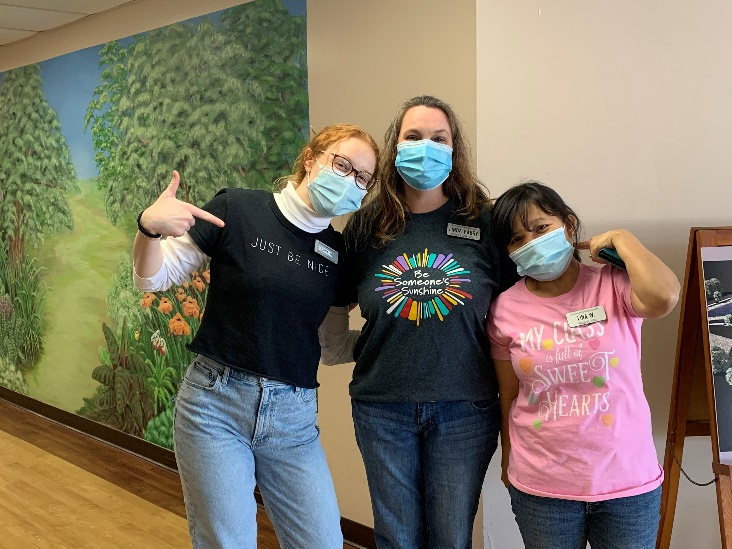 JUST BE NICE
Be
Someone's
Sunshine
MY CLASS
is full of
SWEET
HEARTS